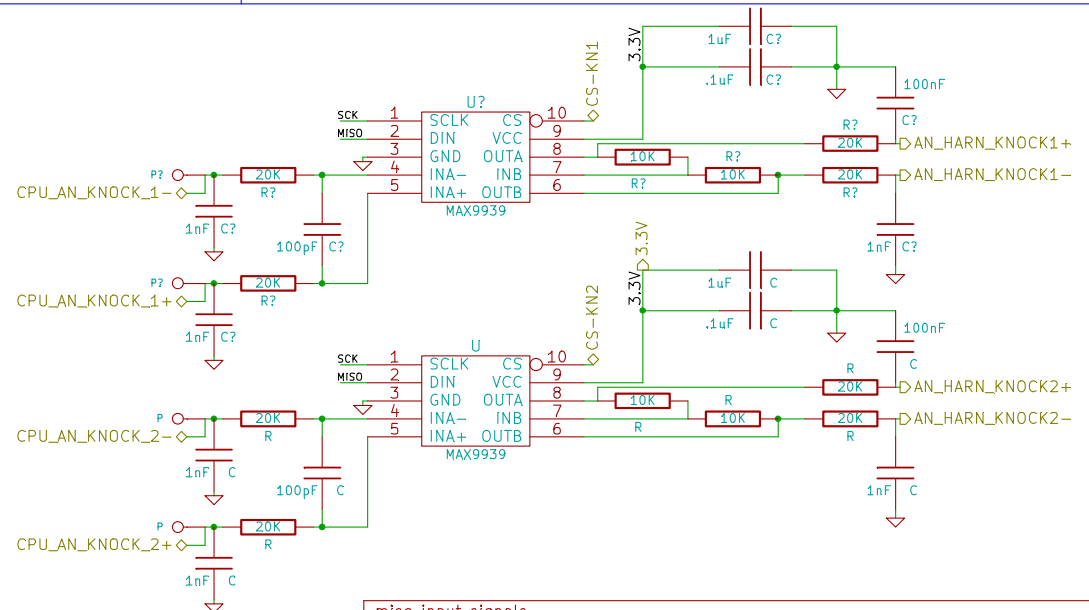 1uF C?
3.3V
CS-KN1
.1uF C?
100nF
C?
U?
SCK 1 SCLK CS 10
MISO 2 DIN VCC 9
3 GND OUTA 8
4 INA- INB 7
5 INA+ OUTB 6
MAX9939
10K
R?
R?
10K
R?
20K
AN_HARN_KNOCK1+
20K
AN_HARN_KNOCK1-
R?
1nF C?
P?
20K
CPU_AN_KNOCK_1-
R?
1nF C?
100pF C?
P?
20K
CPU_AN_KNOCK_1+
R?
1nF C?
3.3V
3.3V
1uF C
CS-KN2
.1uF C
100nF
C
U
SCK 1 SCLK CS 10
MISO 2 DIN VCC 9
3 GND OUTA 8
4 INA- INB 7
5 INA+ OUTB 6
MAX9939
10K
R
R
10K
R
20K
AN_HARN_KNOCK2+
20K
AN_HARN_KNOCK2-
R
1nF C
P
20K
CPU_AN_KNOCK_2-
R
1nF C
100pF C
P
20K
CPU_AN_KNOCK_2+
R
1nF C
misc input signals